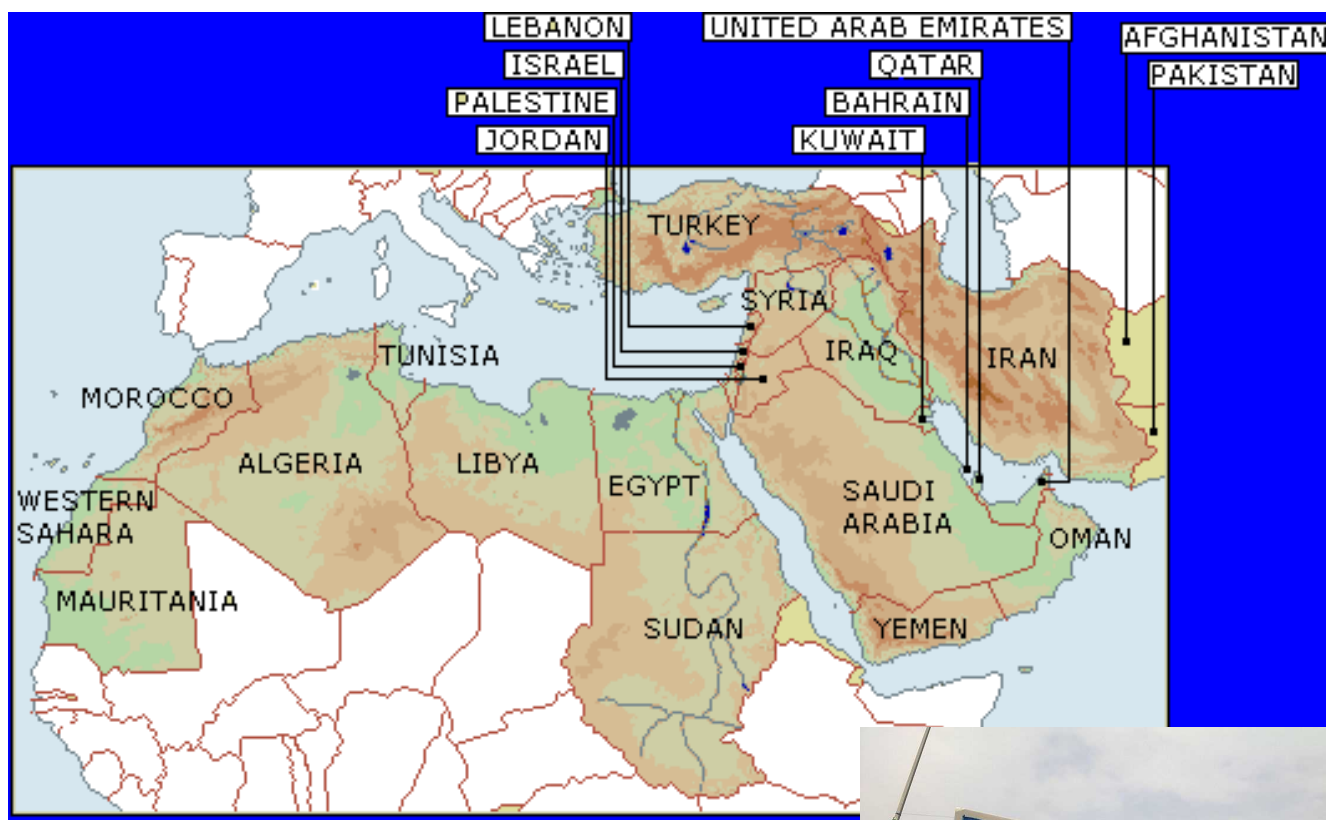 LEBANON
UNITED ARAB EMIRATES
AFGHANISTAN
ISRAEL
QATAR
PAKISTAN
PALESTINE
BAHRAIN
JORDAN
KUWAIT
TURKEY
SYRIA
TUNISIA
IRAQ
IRAN
MOROCCO
ALGERIA
LIBYA
EGYPT
SAUDI
ARABIA
WESTERN
SAHARA
OMAN
MAURITANIA
SUDAN
YEMEN